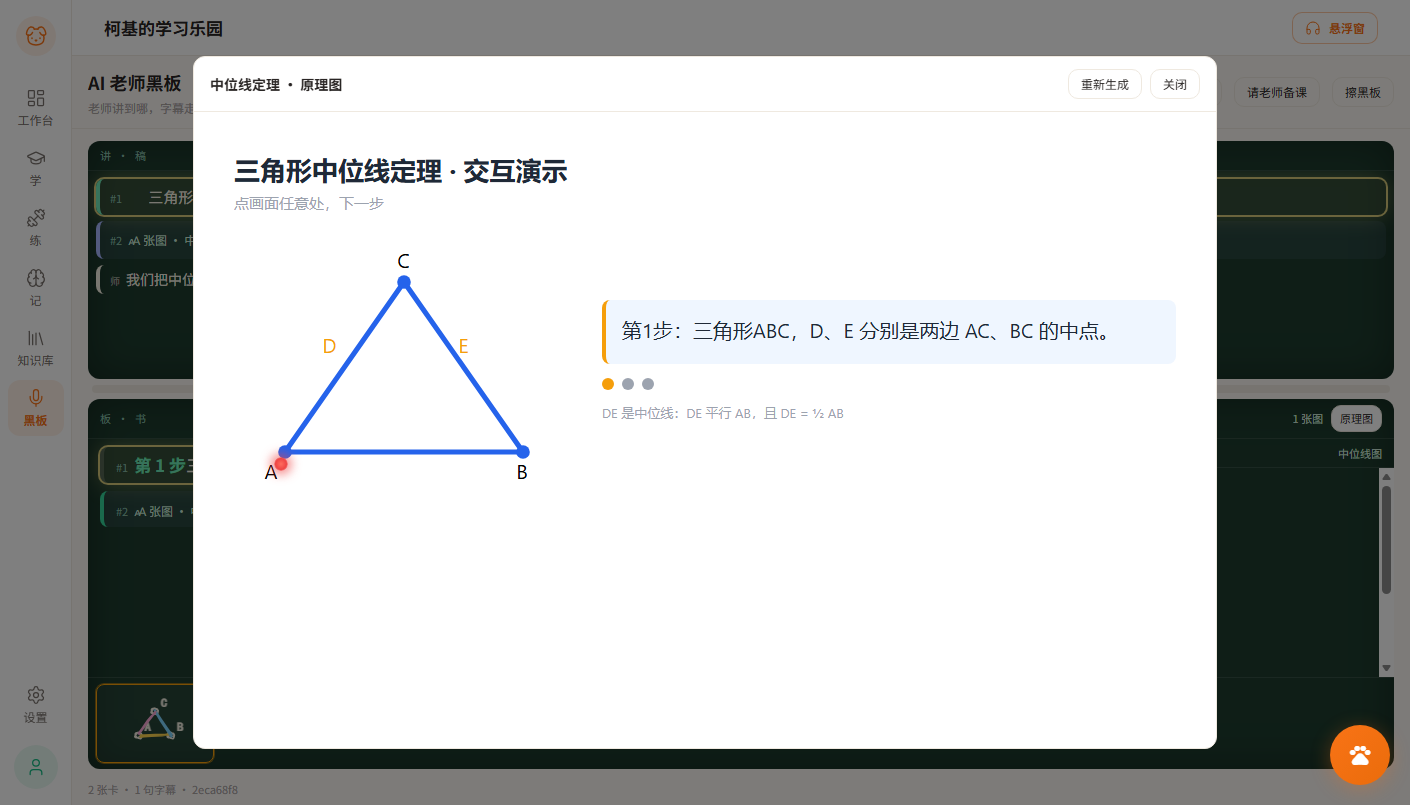 柯基的学习乐园
悬浮窗
AI 老师黑板
老师讲到哪，字幕走
请老师备课
擦黑板
工作台
学
练
记
知识库
黑板
设置
讲 · 稿
#1 三角形
#2 ᴀA 张图 · 中
师 我们把中位
中位线定理 · 原理图
重新生成
关闭
三角形中位线定理 · 交互演示
点画面任意处，下一步
C
D
E
A
B
第1步：三角形ABC，D、E 分别是两边 AC、BC 的中点。
DE 是中位线：DE 平行 AB，且 DE = ½ AB
板 · 书
1 张图
原理图
#1 第 1 步三
中位线图
#2 ᴀA 张图 ·
C
A
B
2 张卡 · 1 句字幕 · 2eca68f8